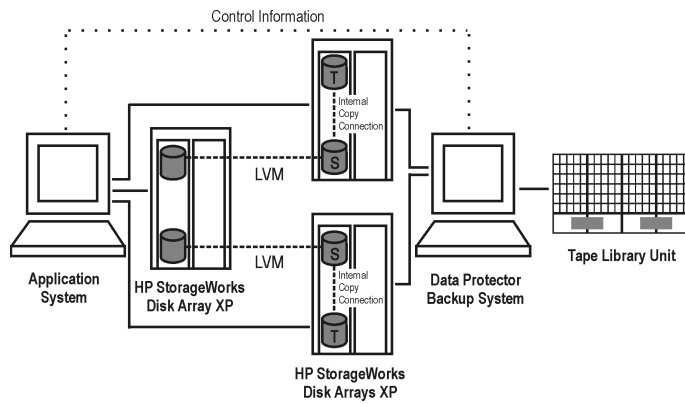 Control Information
T
Internal
Copy
Connection
S
LVM
LVM
S
Internal
Copy
Connection
T
Application
System
HP StorageWorks
Disk Array XP
Data Protector
Backup System
Tape Library Unit
HP StorageWorks
Disk Arrays XP